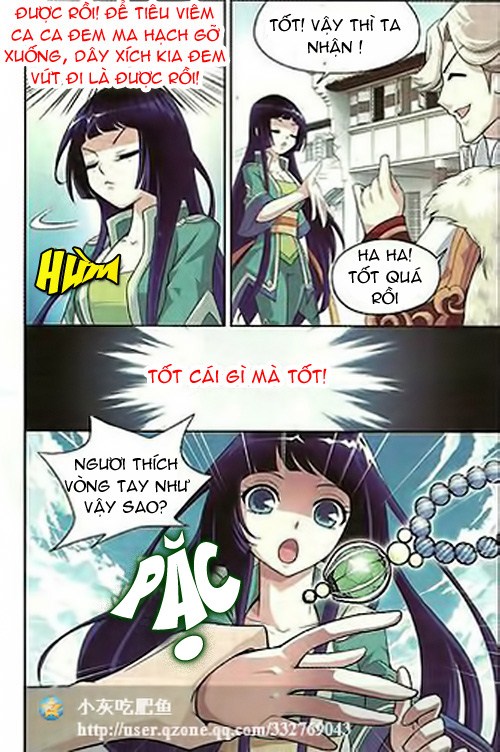 ĐƯỢC RỒI! ĐỂ TIÊU VIÊM
CA CA ĐEM MA HẠCH GỠ
XUỐNG, DÂY XÍCH KIA ĐEM
VỨT ĐI LÀ ĐƯỢC RỒI!
TỐT! VẬY THÌ TA
NHẬN !
HỪM
HA HA!
TỐT QUÁ
RỒI
TỐT CÁI GÌ MÀ TỐT!
NGƯƠI THÍCH
VÒNG TAY NHƯ
VẬY SAO?
PẶC
小灰吃肥鱼
http://user.qzone.qq.com/332769043